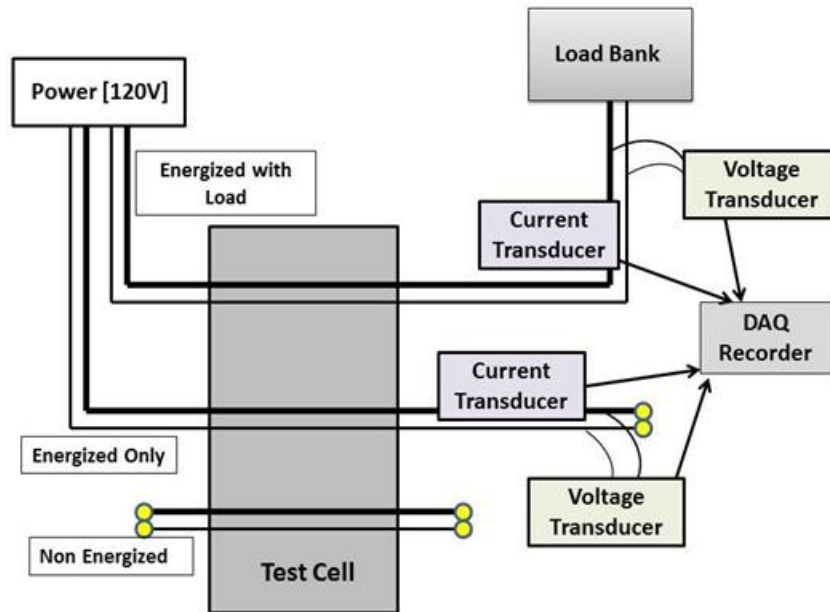 Load Bank
Power [120V]
Energized with
Load
Voltage
Transducer
Current
Transducer
DAQ
Recorder
Current
Transducer
Energized Only
Voltage
Transducer
Non Energized
Test Cell